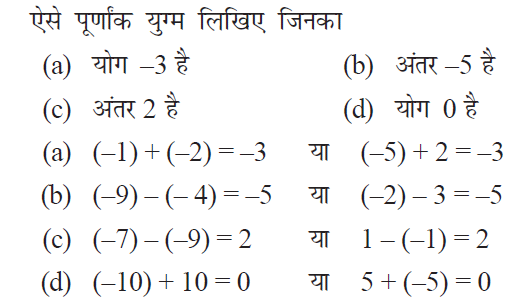 ऐसे पूर्णांक युग्म लिखिए जिनका
(a) योग –3 है (b) अंतर –5 है
(c) अंतर 2 है (d) योग 0 है
(a) (–1) + (–2) = –3 या (–5) + 2 = –3
(b) (–9) – (– 4) = –5 या (–2) – 3 = –5
(c) (–7) – (–9) = 2 या 1 – (–1) = 2
(d) (–10) + 10 = 0 या 5 + (–5) = 0